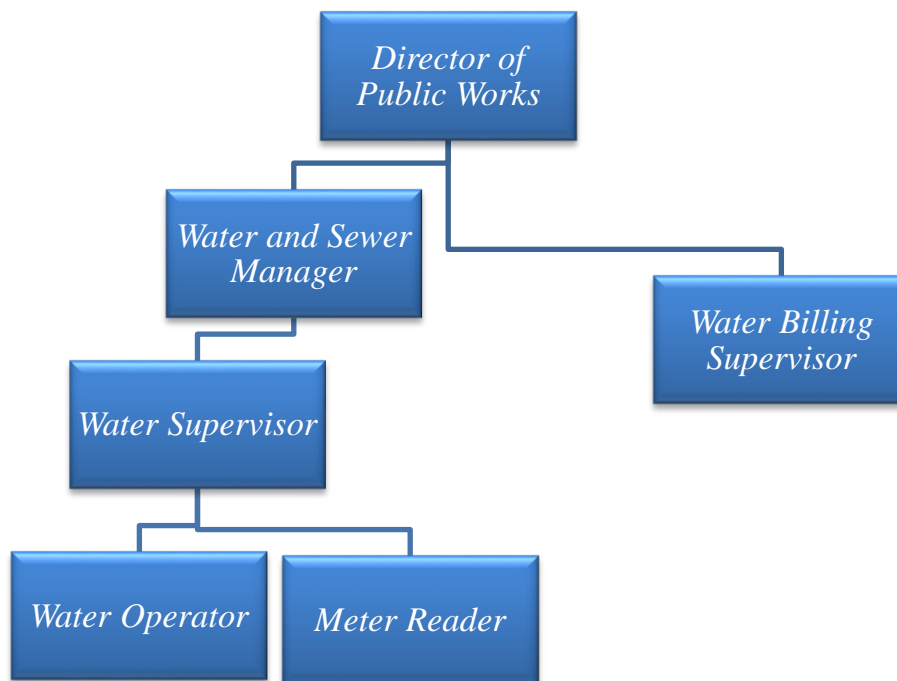 Director of
Public Works
Water and Sewer
Manager
Water Billing
Supervisor
Water Supervisor
Water Operator
Meter Reader